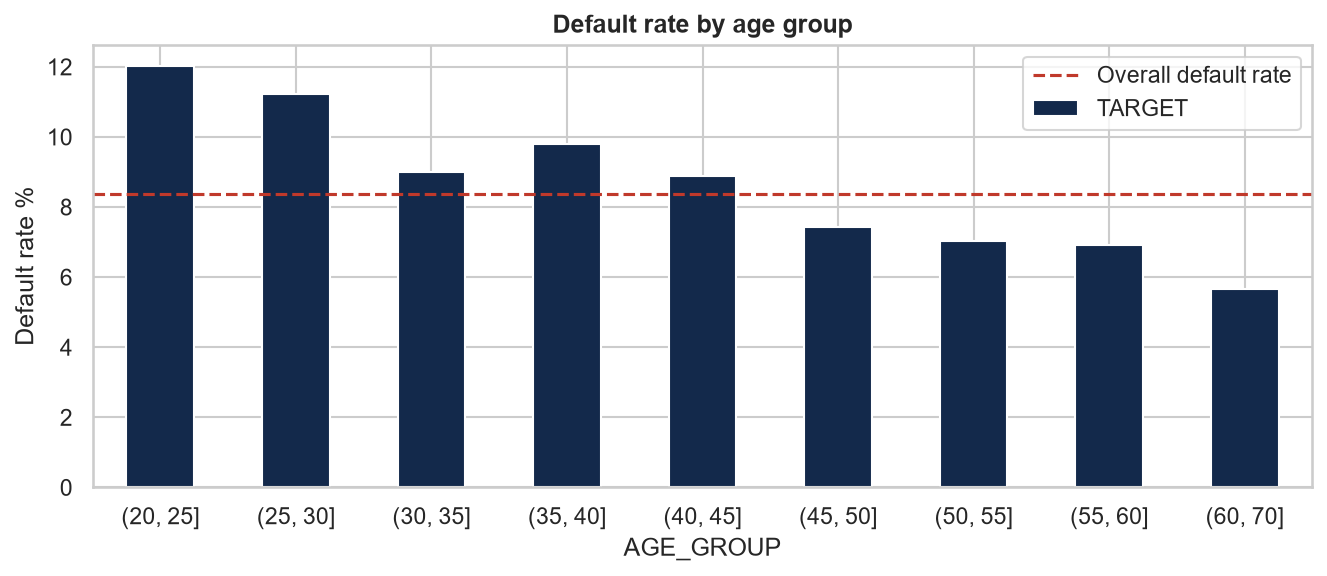 Default rate by age group
Overall default rate
TARGET
Default rate %
12
10
8
6
4
2
0
(20, 25] (25, 30] (30, 35] (35, 40] (40, 45] (45, 50] (50, 55] (55, 60] (60, 70]
AGE_GROUP